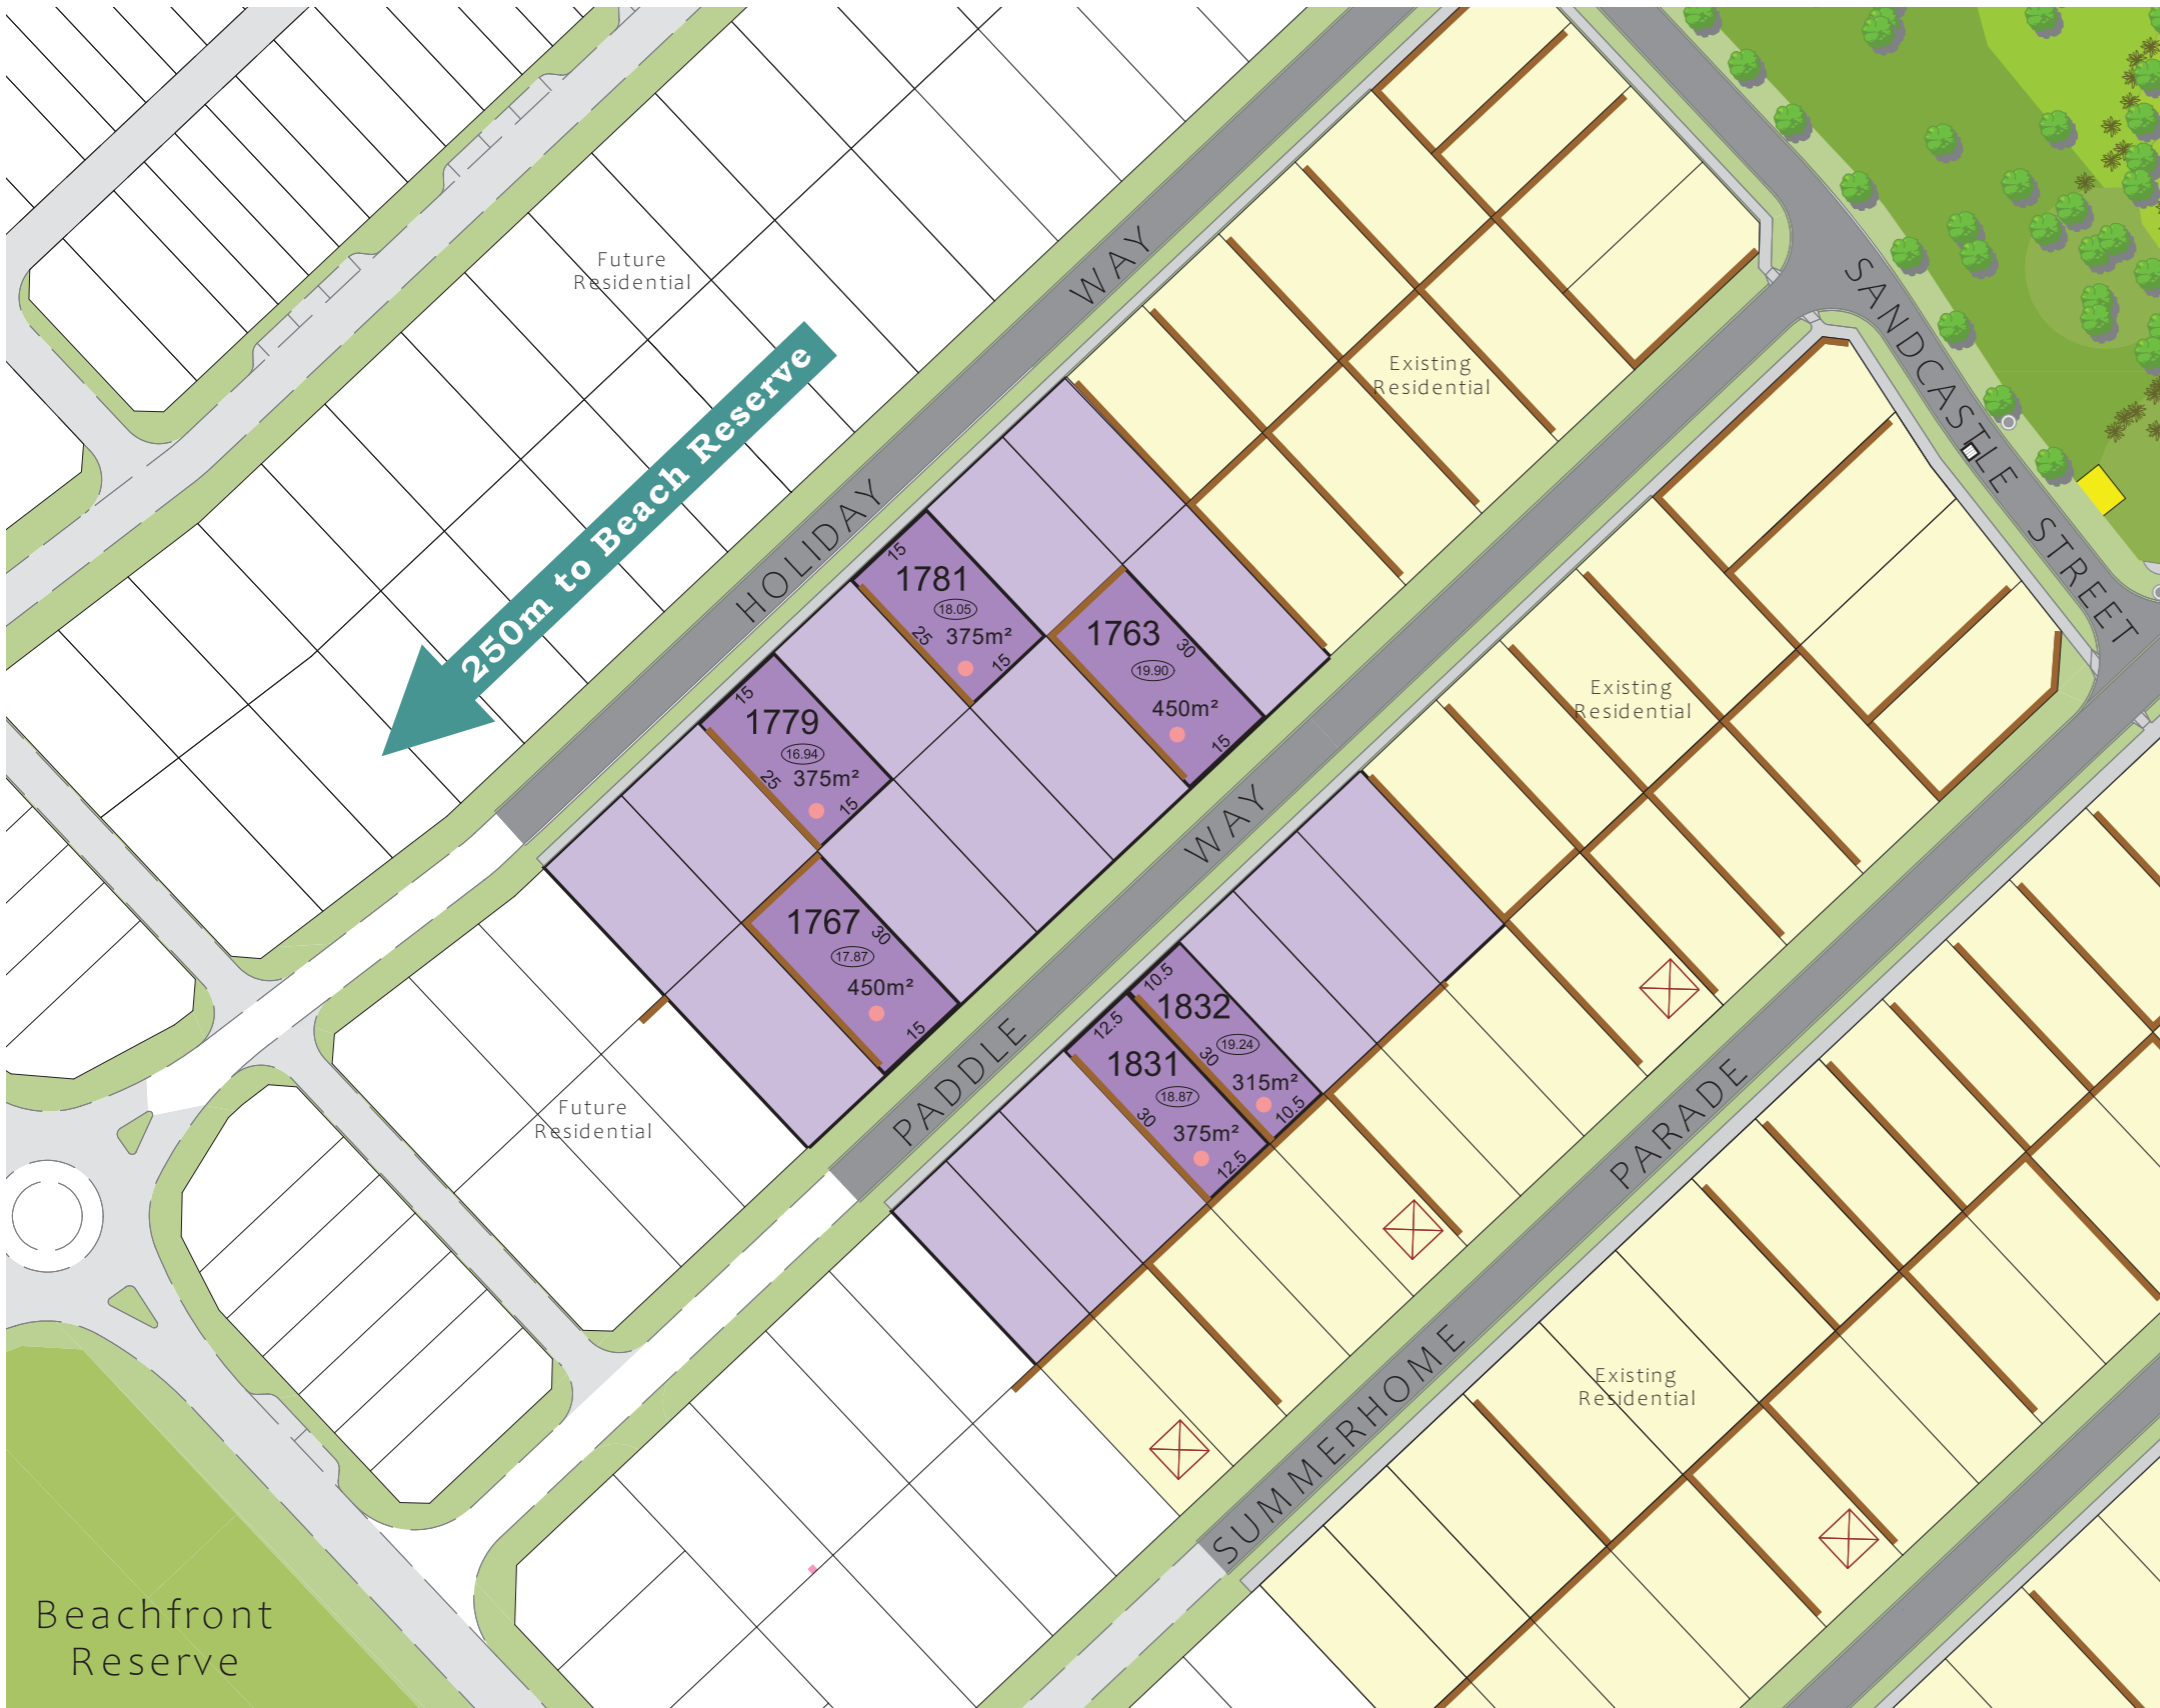 Future
Residential
250m to Beach Reserve
HOLIDAY WAY
SANDCASTLE STREET
Existing
Residential
15
1781
18.05
25
375m²
15
1763
30
19.90
450m²
15
15
1779
16.94
25
375m²
15
1767
30
17.87
450m²
15
Existing
Residential
PADDLE WAY
10.5
1832
19.24
30
315m²
10.5
12.5
1831
18.87
30
375m²
12.5
Future
Residential
SUMMERHOME PARADE
Existing
Residential
Beachfront
Reserve